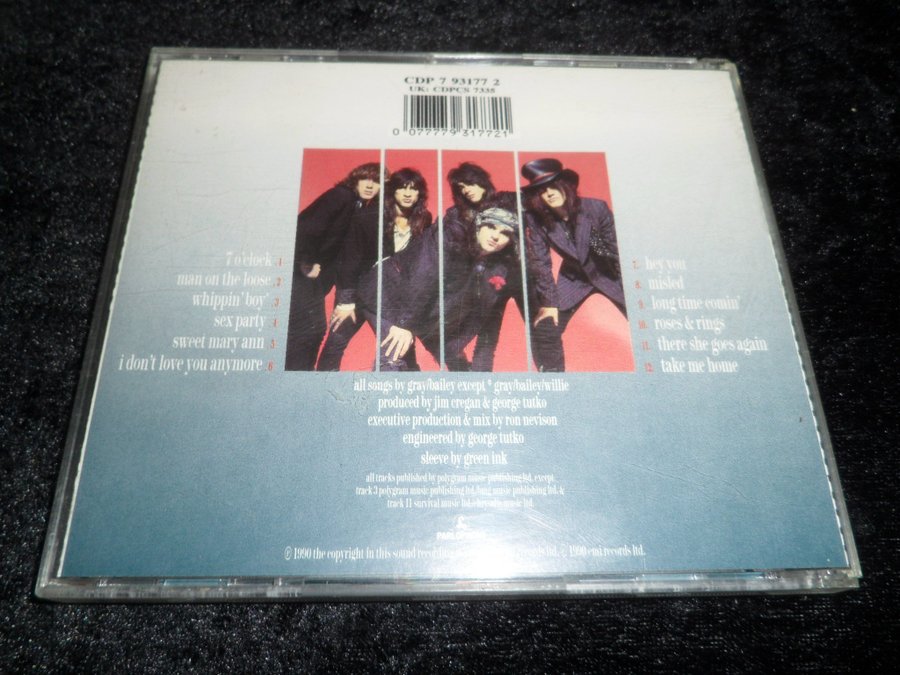 CDP 7 93177 2
UK: CDPCS 7335
0 077779 317721
7 o'clock 1
man on the loose 2
whippin' boy * 3
sex party 4
sweet mary ann 5
i don't love you anymore 6
7. hey you
8. misled
9. long time comin'
10. roses & rings
11. there she goes again
12. take me home
all songs by gray/bailey except * gray/bailey/willie
produced by jim cregan & george tutko
executive production & mix by ron nevison
engineered by george tutko
sleeve by green ink
all tracks published by polygram music publishing ltd. except
track 3 polygram music publishing ltd./bmg music publishing ltd. &
track 11 survival music ltd./chrysalis music ltd.
PARLOPHONE
℗ 1990 the copyright in this sound recording is records ltd. © 1990 emi records ltd.